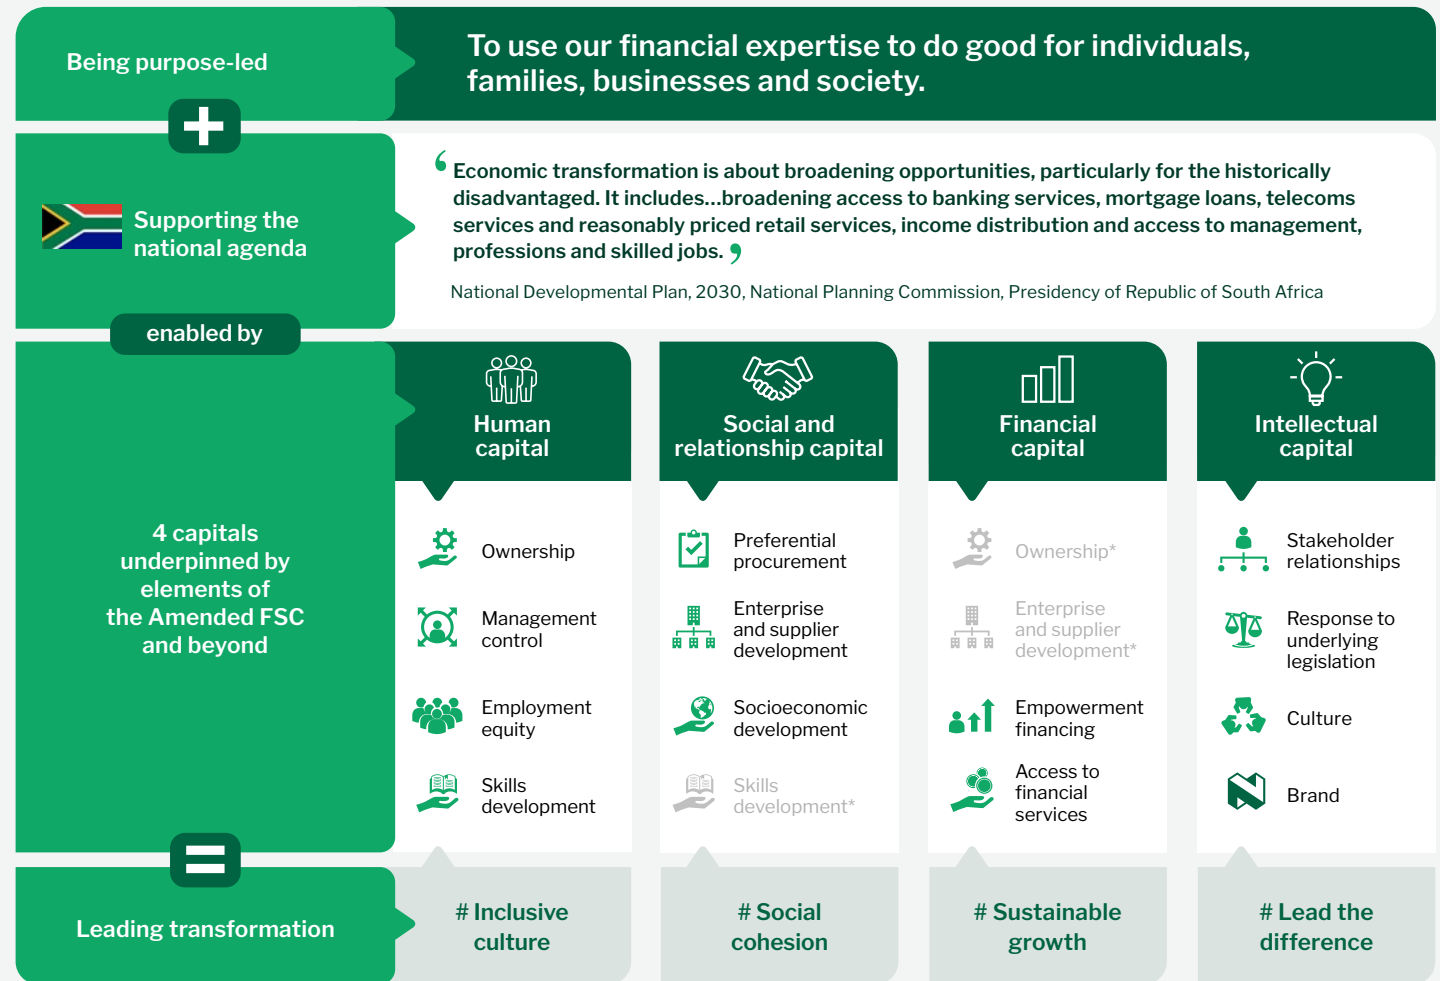 Being purpose-led
To use our financial expertise to do good for individuals,
families, businesses and society.
Supporting the
national agenda
‘Economic transformation is about broadening opportunities, particularly for the historically
disadvantaged. It includes...broadening access to banking services, mortgage loans, telecoms
services and reasonably priced retail services, income distribution and access to management,
professions and skilled jobs.’
National Developmental Plan, 2030, National Planning Commission, Presidency of Republic of South Africa
enabled by
4 capitals
underpinned by
elements of
the Amended FSC
and beyond
Human
capital
Ownership
Management
control
Employment
equity
Skills
development
Social and
relationship capital
Preferential
procurement
Enterprise
and supplier
development
Socioeconomic
development
Skills
development*
Financial
capital
Ownership*
Enterprise
and supplier
development*
Empowerment
financing
Access to
financial
services
Intellectual
capital
Stakeholder
relationships
Response to
underlying
legislation
Culture
Brand
Leading transformation
# Inclusive
culture
# Social
cohesion
# Sustainable
growth
# Lead the
difference